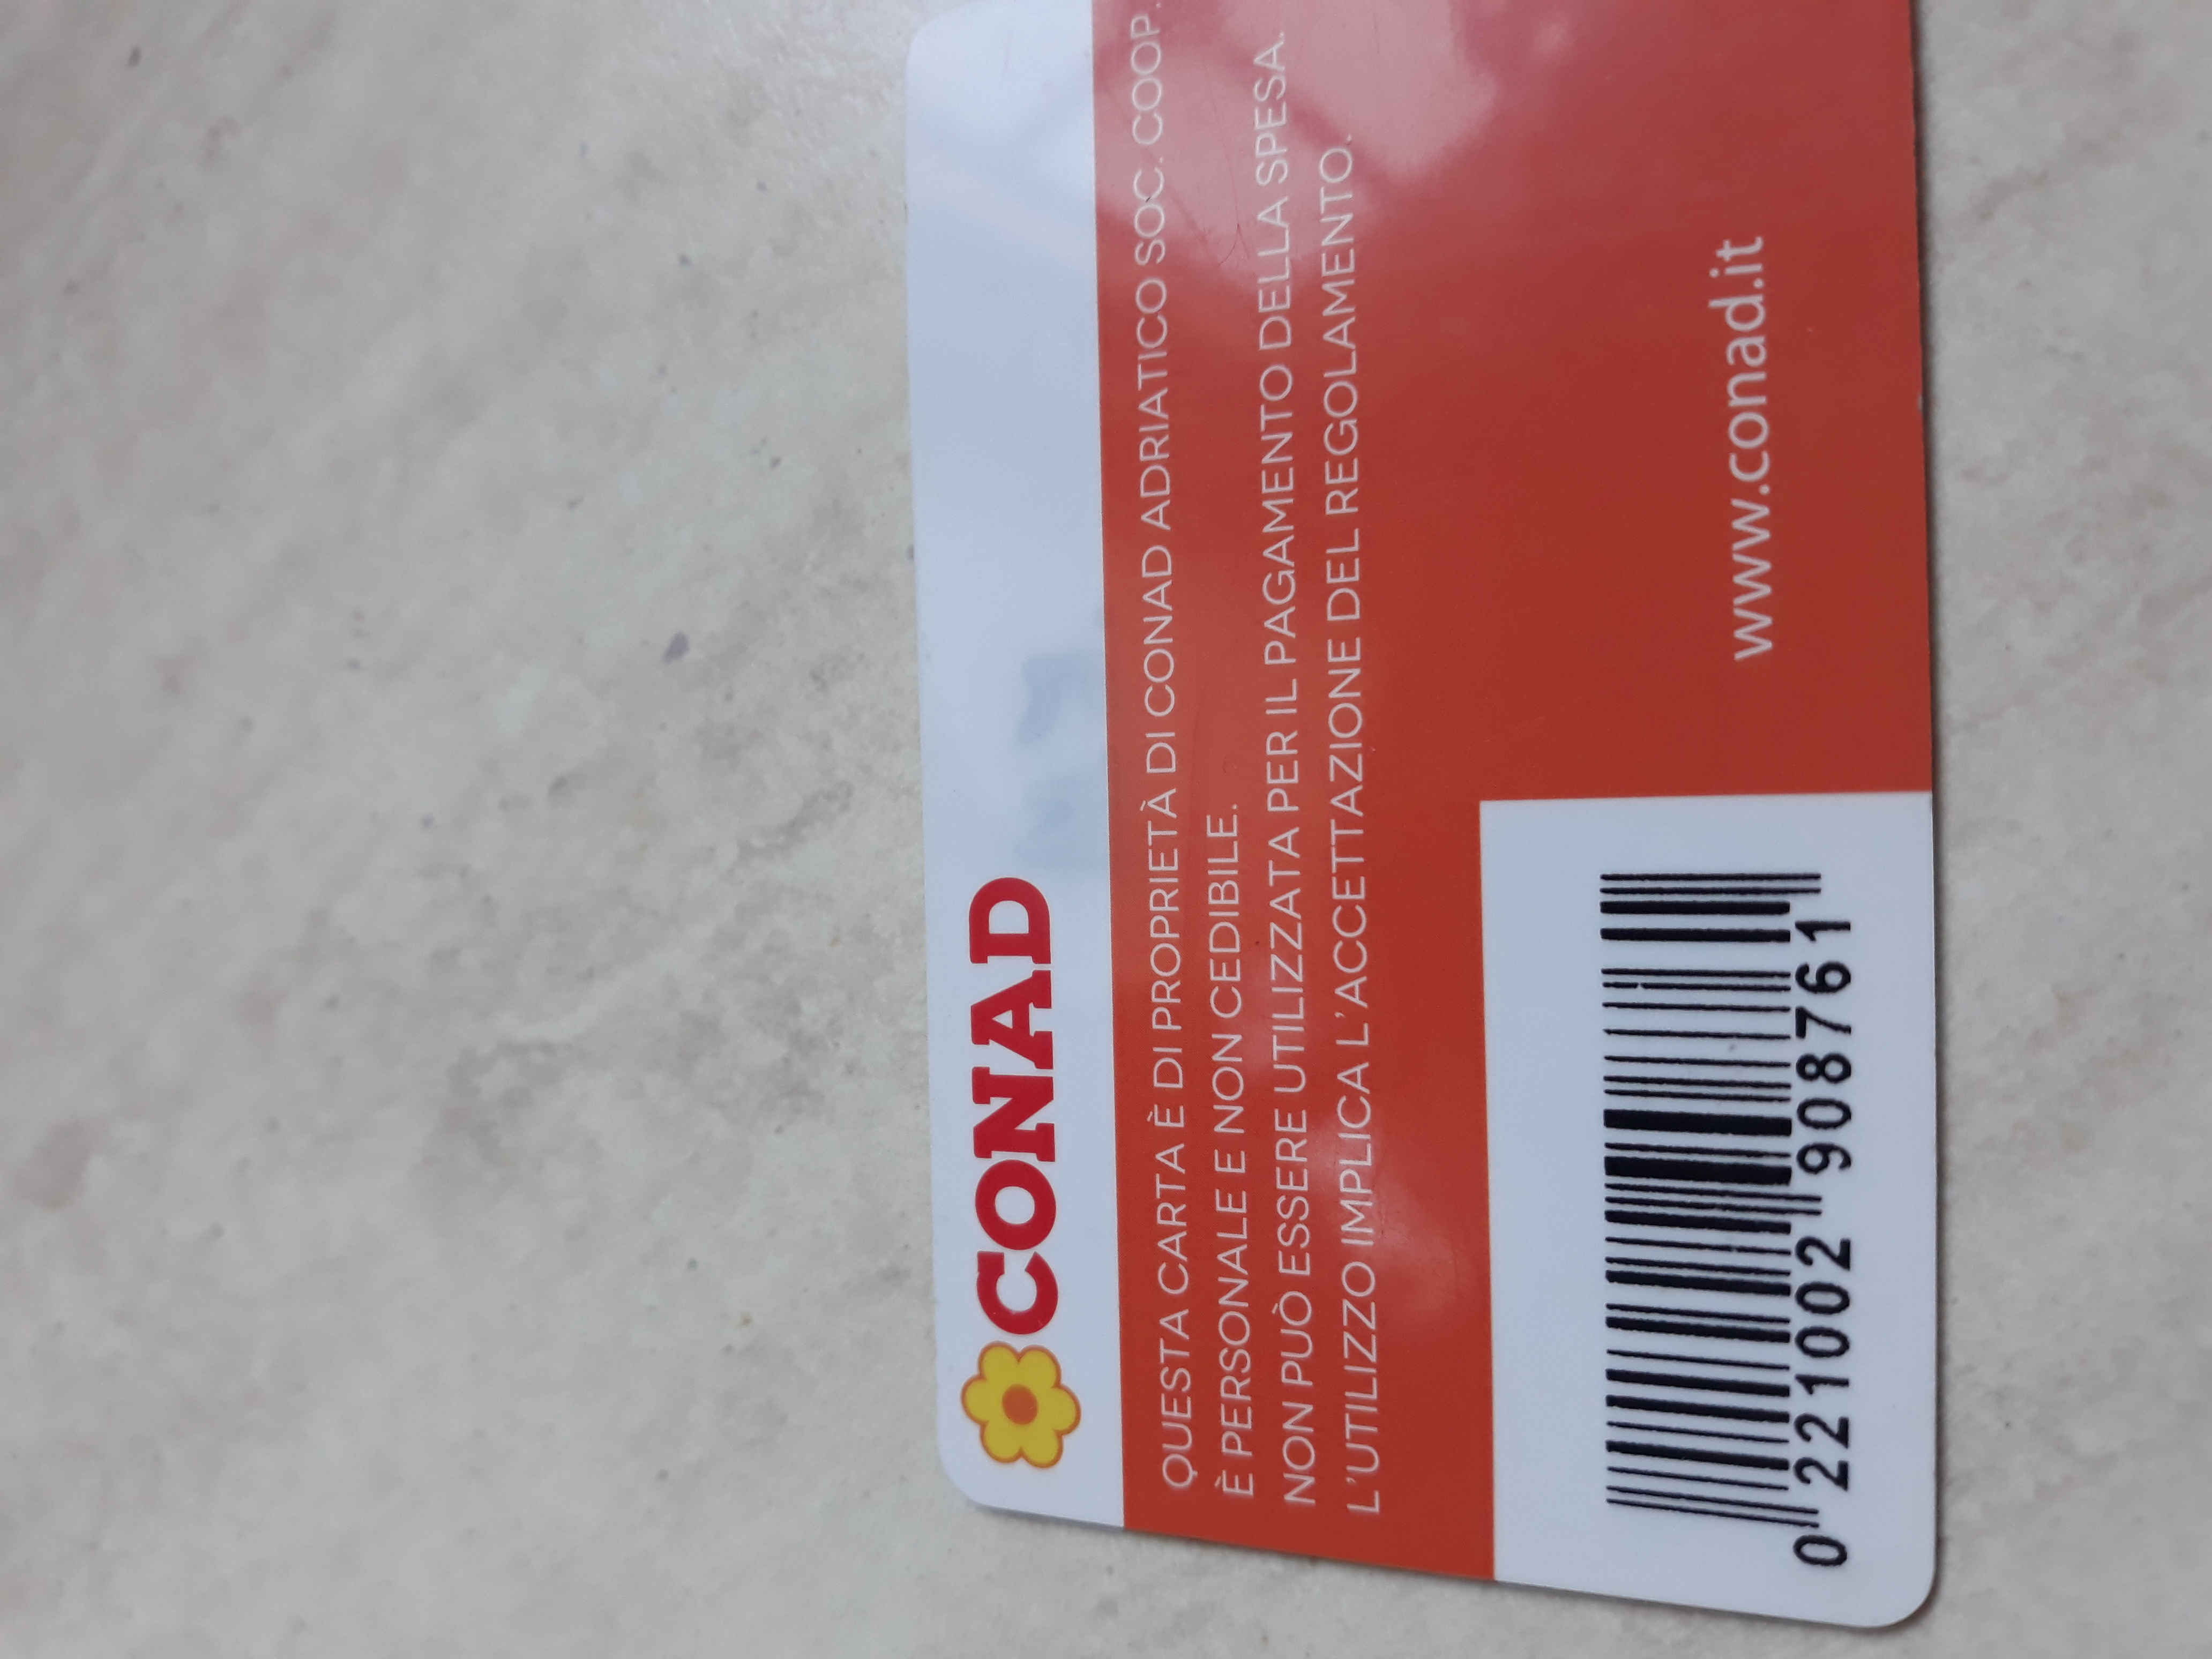 CONAD
QUESTA CARTA È DI PROPRIETÀ DI CONAD ADRIATICO SOC. COOP.
È PERSONALE E NON CEDIBILE.
NON PUÒ ESSERE UTILIZZATA PER IL PAGAMENTO DELLA SPESA.
L'UTILIZZO IMPLICA L'ACCETTAZIONE DEL REGOLAMENTO.
www.conad.it
0 221002 908761